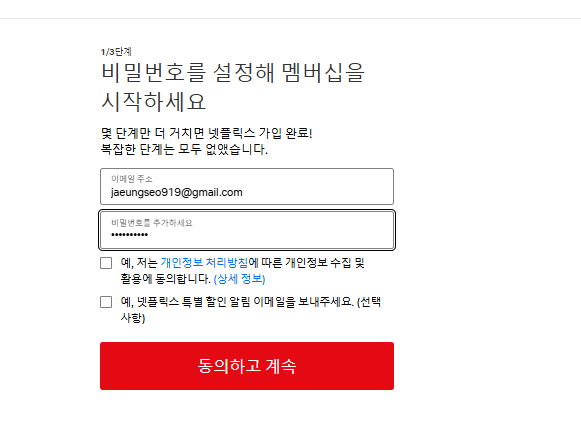 1/3단계
비밀번호를 설정해 멤버십을
시작하세요
몇 단계만 더 거치면 넷플릭스 가입 완료!
복잡한 단계는 모두 없앴습니다.
이메일 주소
jaeungseo919@gmail.com
비밀번호를 추가하세요
••••••••••
예, 저는 개인정보 처리방침에 따른 개인정보 수집 및
활용에 동의합니다. (상세 정보)
예, 넷플릭스 특별 할인 알림 이메일을 보내주세요. (선택
사항)
동의하고 계속